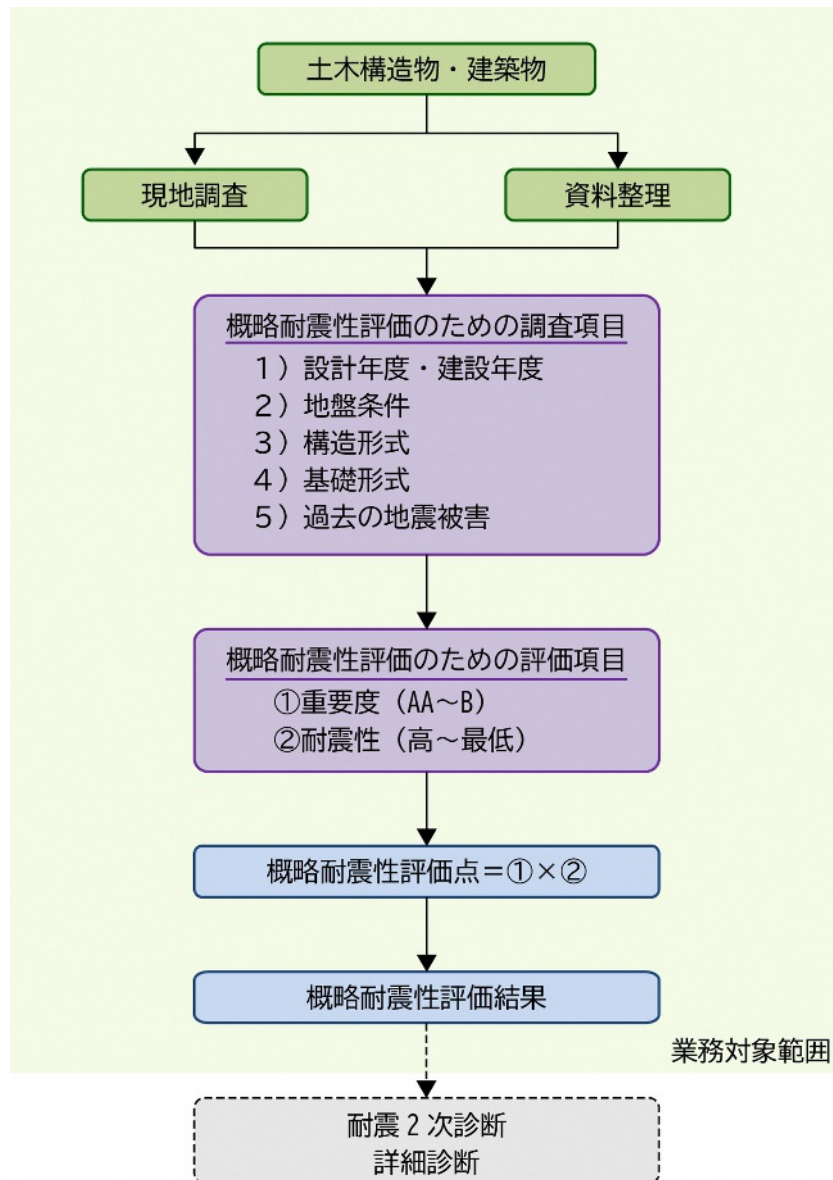 土木構造物・建築物
現地調査
資料整理
概略耐震性評価のための調査項目
１）設計年度・建設年度
２）地盤条件
３）構造形式
４）基礎形式
５）過去の地震被害
概略耐震性評価のための評価項目
①重要度（AA～B）
②耐震性（高～最低）
概略耐震性評価点＝①×②
概略耐震性評価結果
業務対象範囲
耐震２次診断
詳細診断